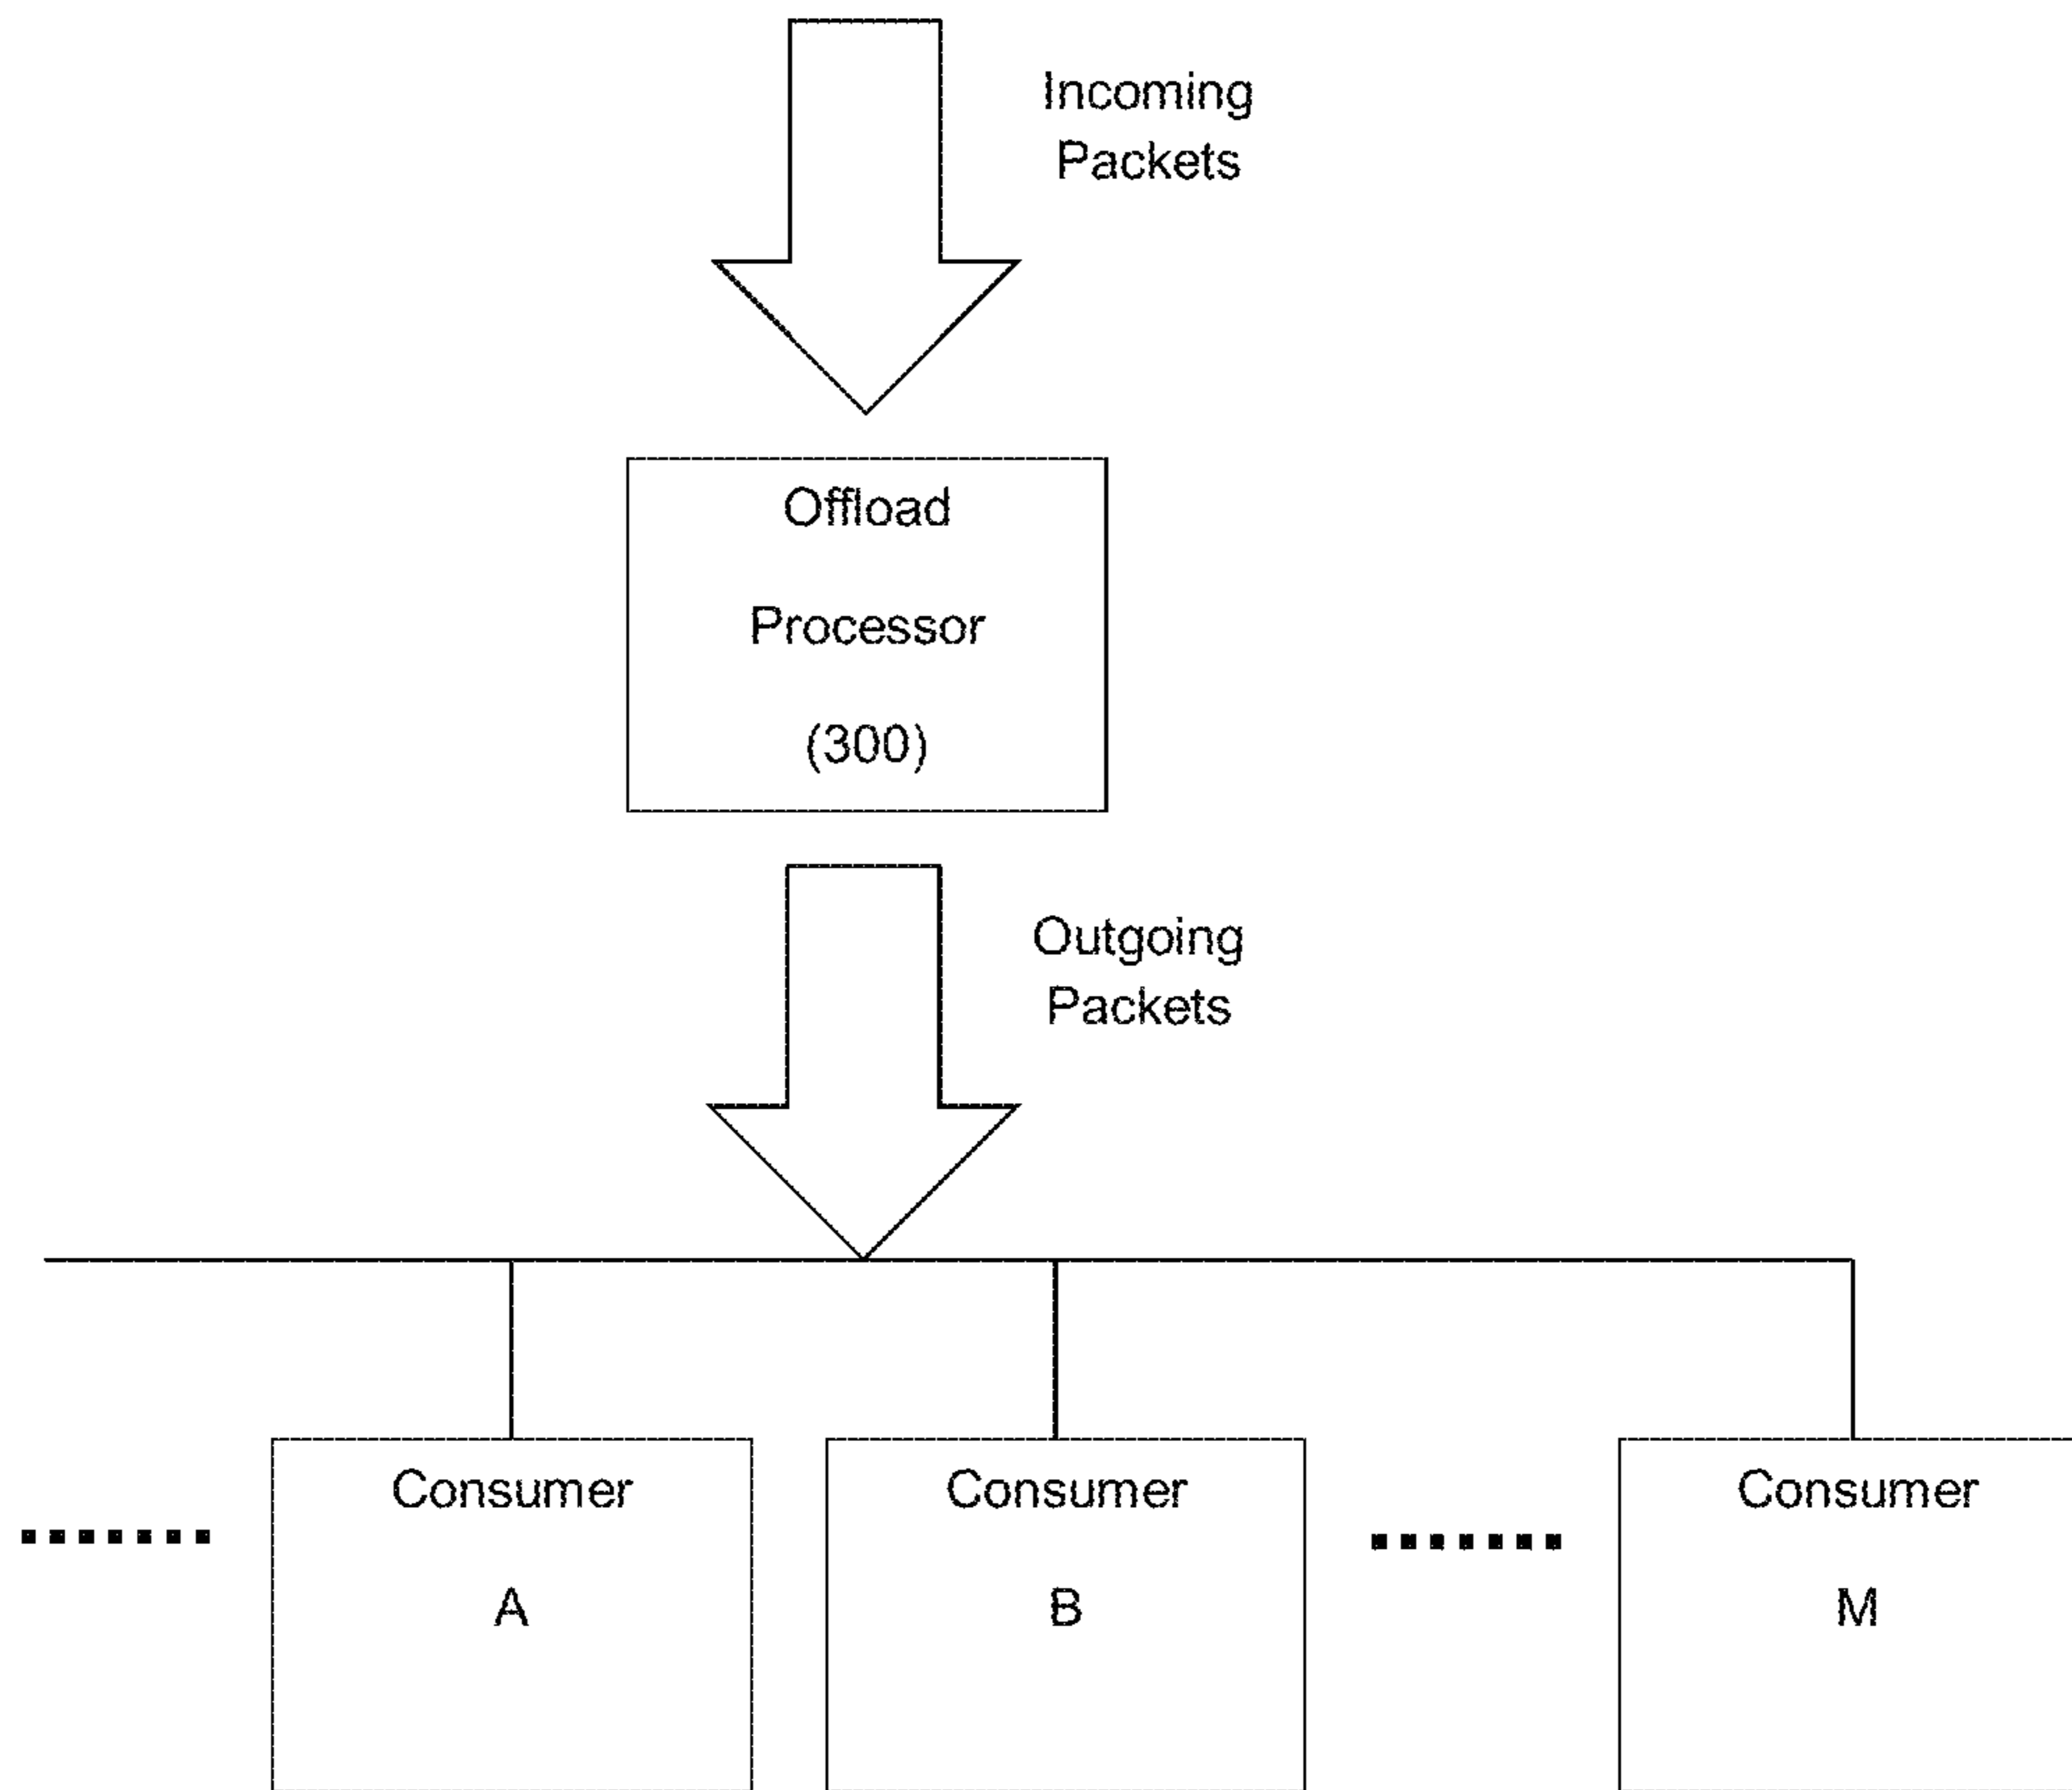 Incoming
Packets
Offload
Processor
(300)
Outgoing
Packets
Consumer
A
Consumer
B
Consumer
M